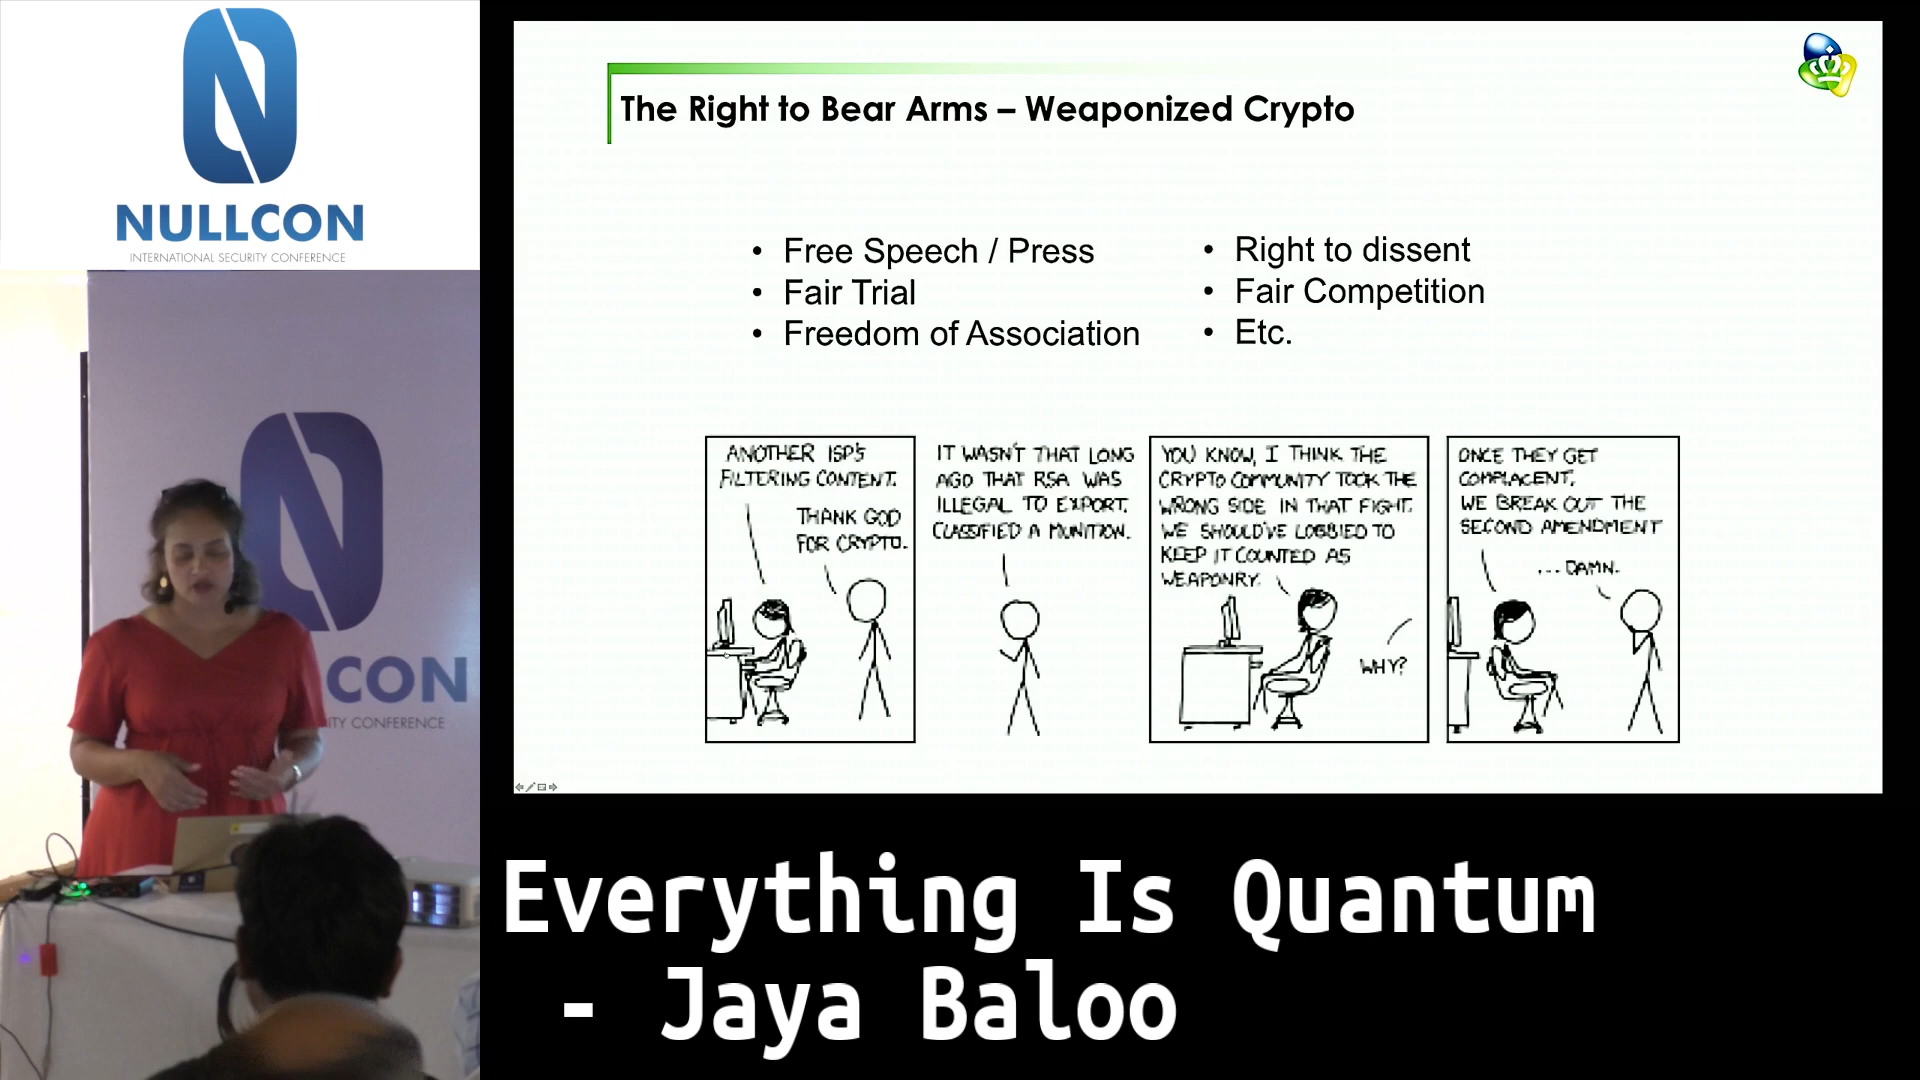 NULLCON
INTERNATIONAL SECURITY CONFERENCE
CON
ITY CONFERENCE
The Right to Bear Arms – Weaponized Crypto
• Free Speech / Press
• Fair Trial
• Freedom of Association
• Right to dissent
• Fair Competition
• Etc.
ANOTHER ISP'S
FILTERING CONTENT.
THANK GOD
FOR CRYPTO.
IT WASN'T THAT LONG
AGO THAT RSA WAS
ILLEGAL TO EXPORT.
CLASSIFIED A MUNITION.
YOU KNOW, I THINK THE
CRYPTO COMMUNITY TOOK THE
WRONG SIDE IN THAT FIGHT.
WE SHOULD'VE LOBBIED TO
KEEP IT COUNTED AS
WEAPONRY.
WHY?
ONCE THEY GET
COMPLACENT,
WE BREAK OUT THE
SECOND AMENDMENT
...DAMN.
Everything Is Quantum
- Jaya Baloo